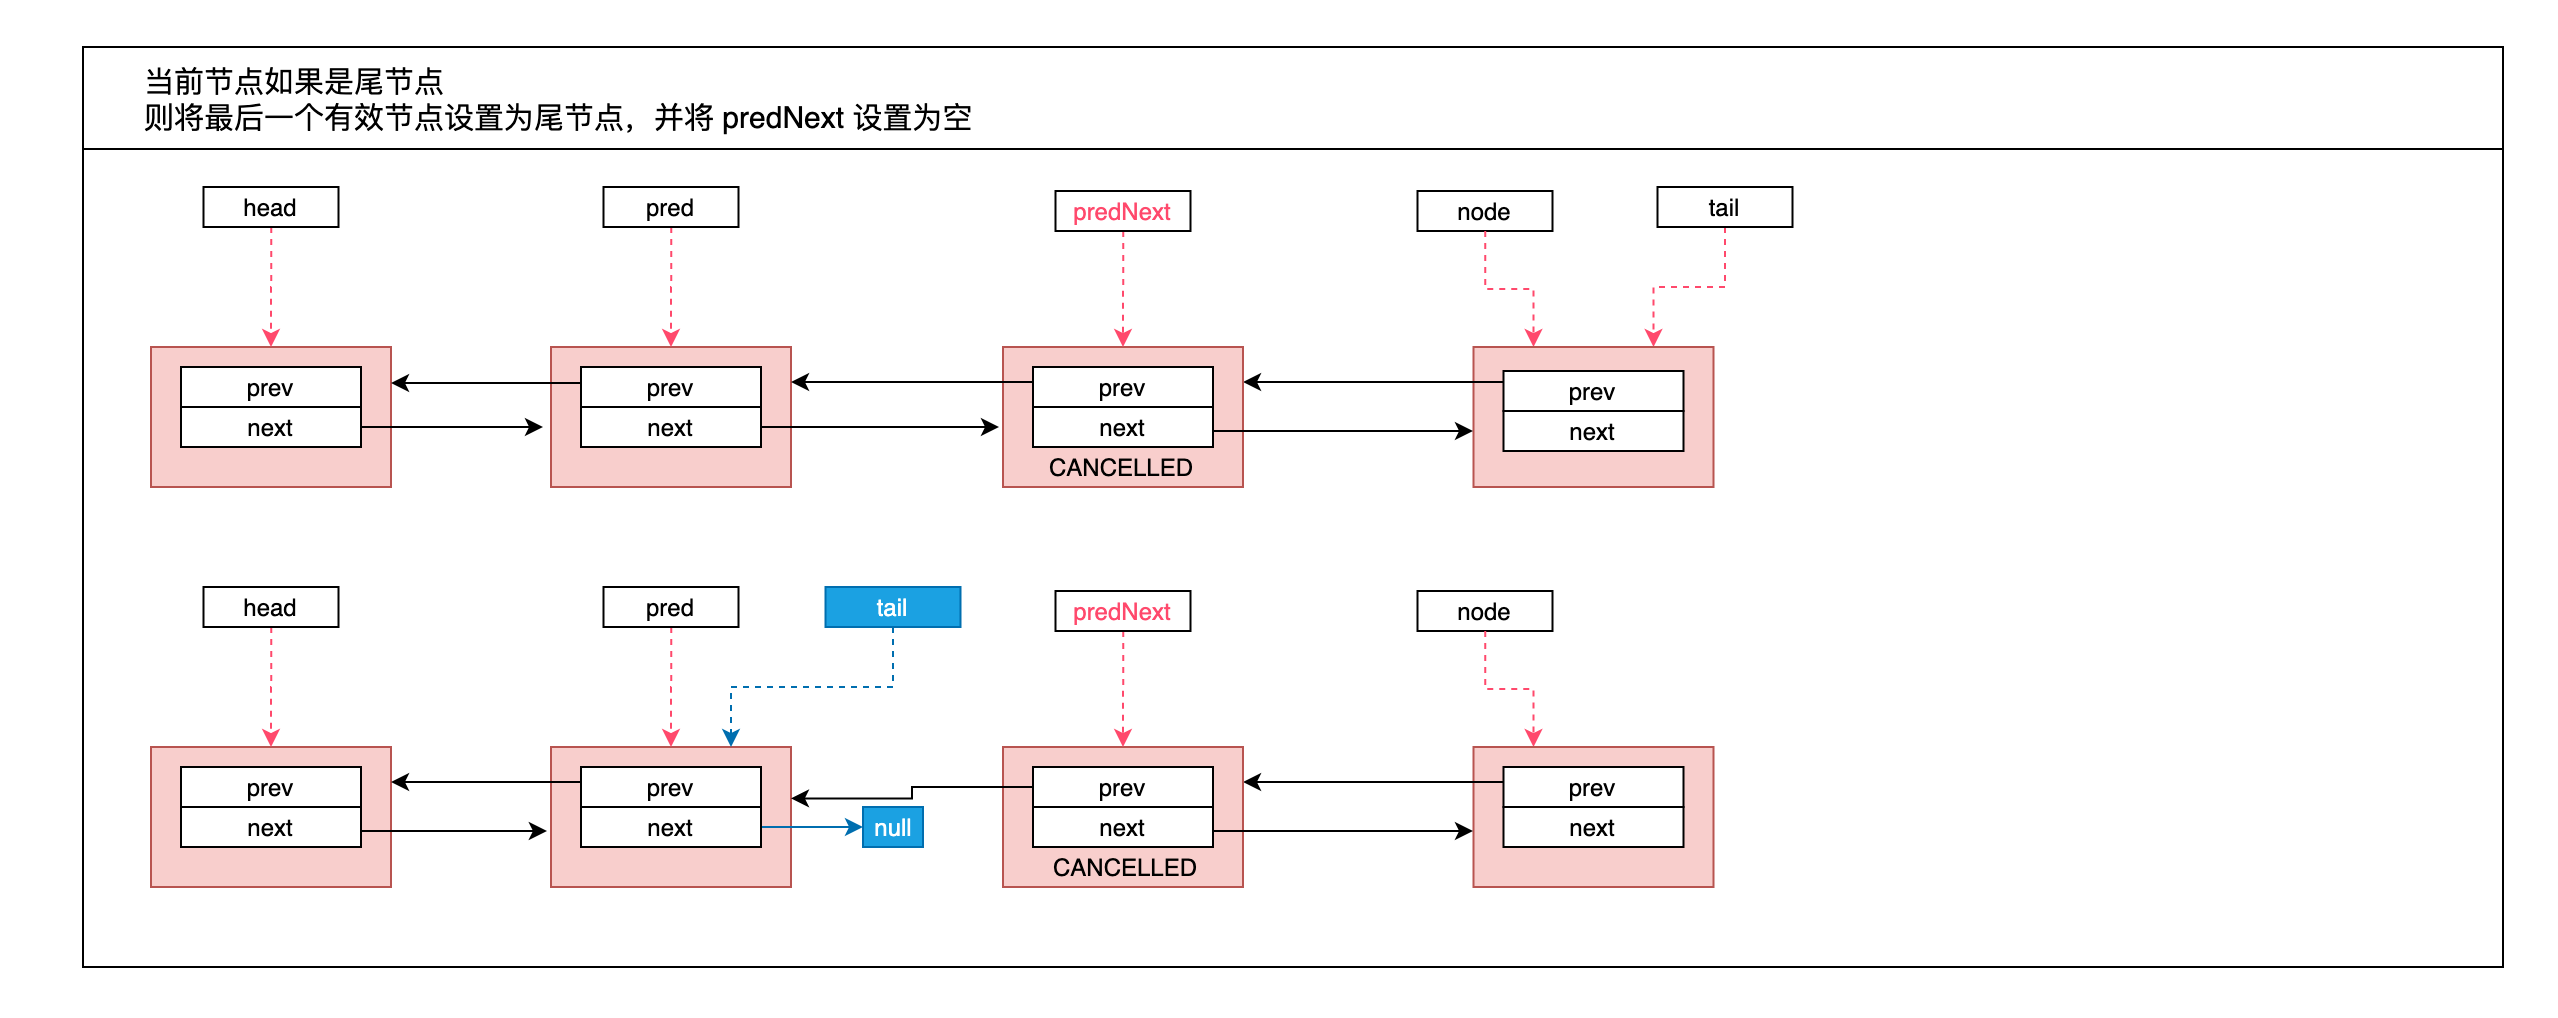 当前节点如果是尾节点
则将最后一个有效节点设置为尾节点，并将 predNext 设置为空
head
pred
predNext
node
tail
prev
prev
prev
prev
next
next
next
next
CANCELLED
head
pred
tail
predNext
node
prev
prev
prev
prev
next
next
null
next
next
CANCELLED